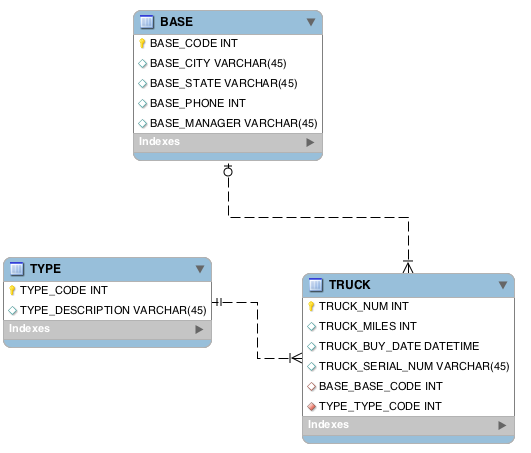 BASE
BASE_CODE INT
BASE_CITY VARCHAR(45)
BASE_STATE VARCHAR(45)
BASE_PHONE INT
BASE_MANAGER VARCHAR(45)
Indexes
TYPE
TYPE_CODE INT
TYPE_DESCRIPTION VARCHAR(45)
Indexes
TRUCK
TRUCK_NUM INT
TRUCK_MILES INT
TRUCK_BUY_DATE DATETIME
TRUCK_SERIAL_NUM VARCHAR(45)
BASE_BASE_CODE INT
TYPE_TYPE_CODE INT
Indexes